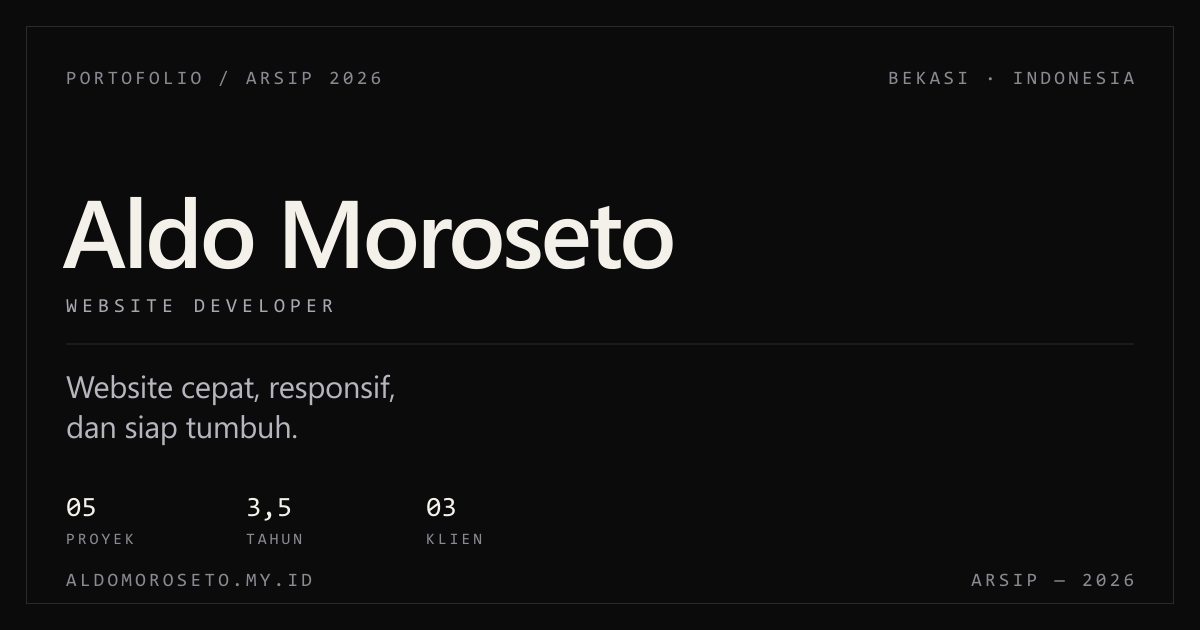 PORTOFOLIO / ARSIP 2026
BEKASI · INDONESIA
Aldo Moroseto
WEBSITE DEVELOPER
Website cepat, responsif,
dan siap tumbuh.
05 3,5 03
PROYEK TAHUN KLIEN
ALDOMOROSETO.MY.ID
ARSIP — 2026